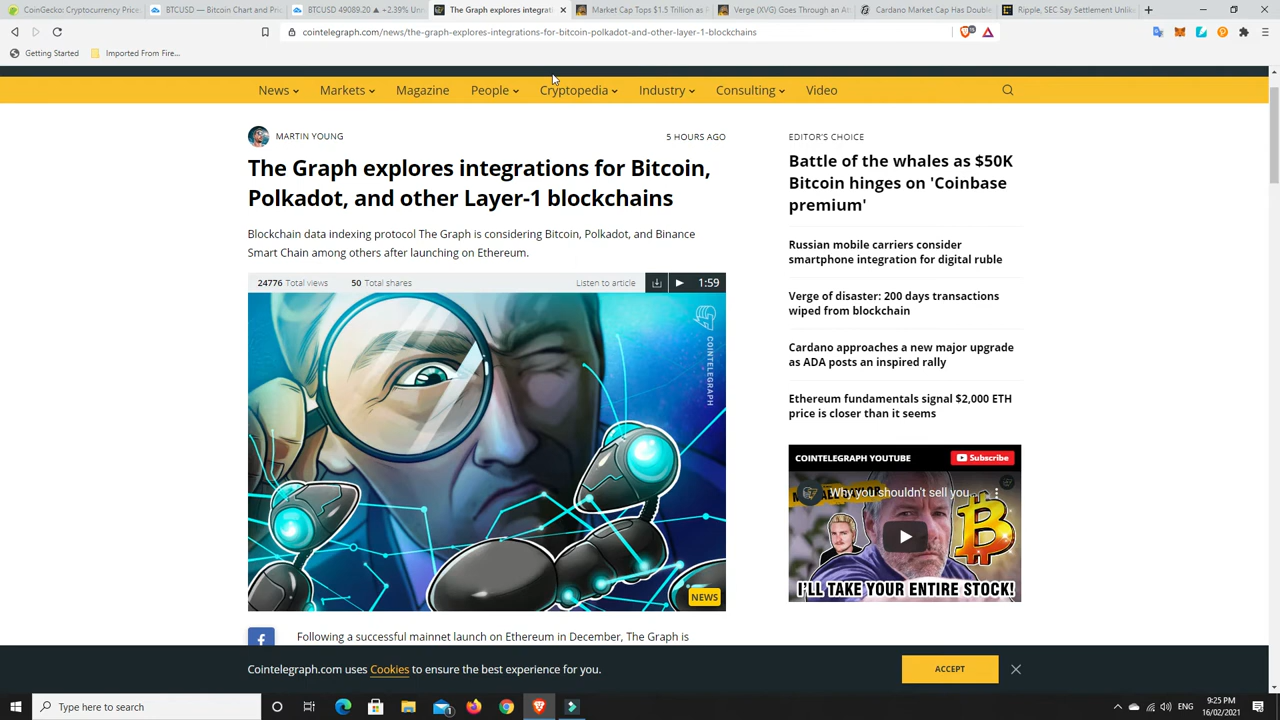 CoinGecko: Cryptocurrency Price
BTCUSD — Bitcoin Chart and Pri
BTCUSD 49089.20 ▲ +2.39% Unn
The Graph explores integratio
Market Cap Tops $1.5 Trillion as
Verge (XVG) Goes Through an At
Cardano Market Cap Has Double
Ripple, SEC Say Settlement Unlik
cointelegraph.com/news/the-graph-explores-integrations-for-bitcoin-polkadot-and-other-layer-1-blockchains
Getting Started
Imported From Fire...
News
Markets
Magazine
People
Cryptopedia
Industry
Consulting
Video
MARTIN YOUNG
5 HOURS AGO
The Graph explores integrations for Bitcoin,
Polkadot, and other Layer-1 blockchains
Blockchain data indexing protocol The Graph is considering Bitcoin, Polkadot, and Binance
Smart Chain among others after launching on Ethereum.
24776 Total views
50 Total shares
Listen to article
1:59
COINTELEGRAPH
NEWS
Following a successful mainnet launch on Ethereum in December, The Graph is
EDITOR'S CHOICE
Battle of the whales as $50K
Bitcoin hinges on 'Coinbase
premium'
Russian mobile carriers consider
smartphone integration for digital ruble
Verge of disaster: 200 days transactions
wiped from blockchain
Cardano approaches a new major upgrade
as ADA posts an inspired rally
Ethereum fundamentals signal $2,000 ETH
price is closer than it seems
COINTELEGRAPH YOUTUBE
Subscribe
Why you shouldn't sell you...
I'LL TAKE YOUR ENTIRE STOCK!
Cointelegraph.com uses Cookies to ensure the best experience for you.
ACCEPT
Type here to search
ENG
9:25 PM
16/02/2021